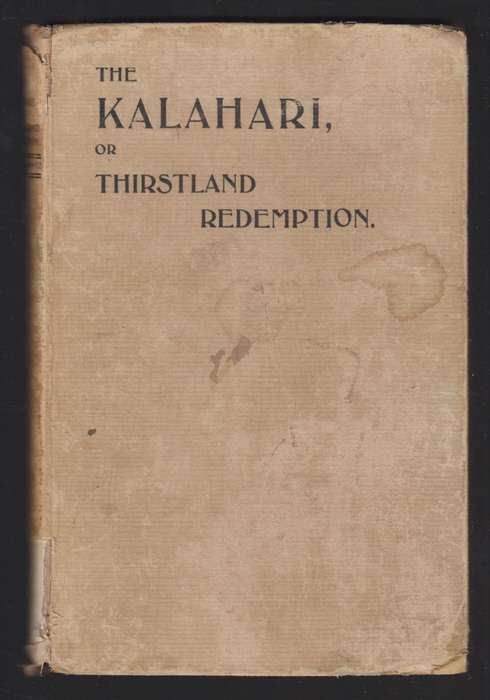 THE
KALAHARI,
OR
THIRSTLAND
REDEMPTION.